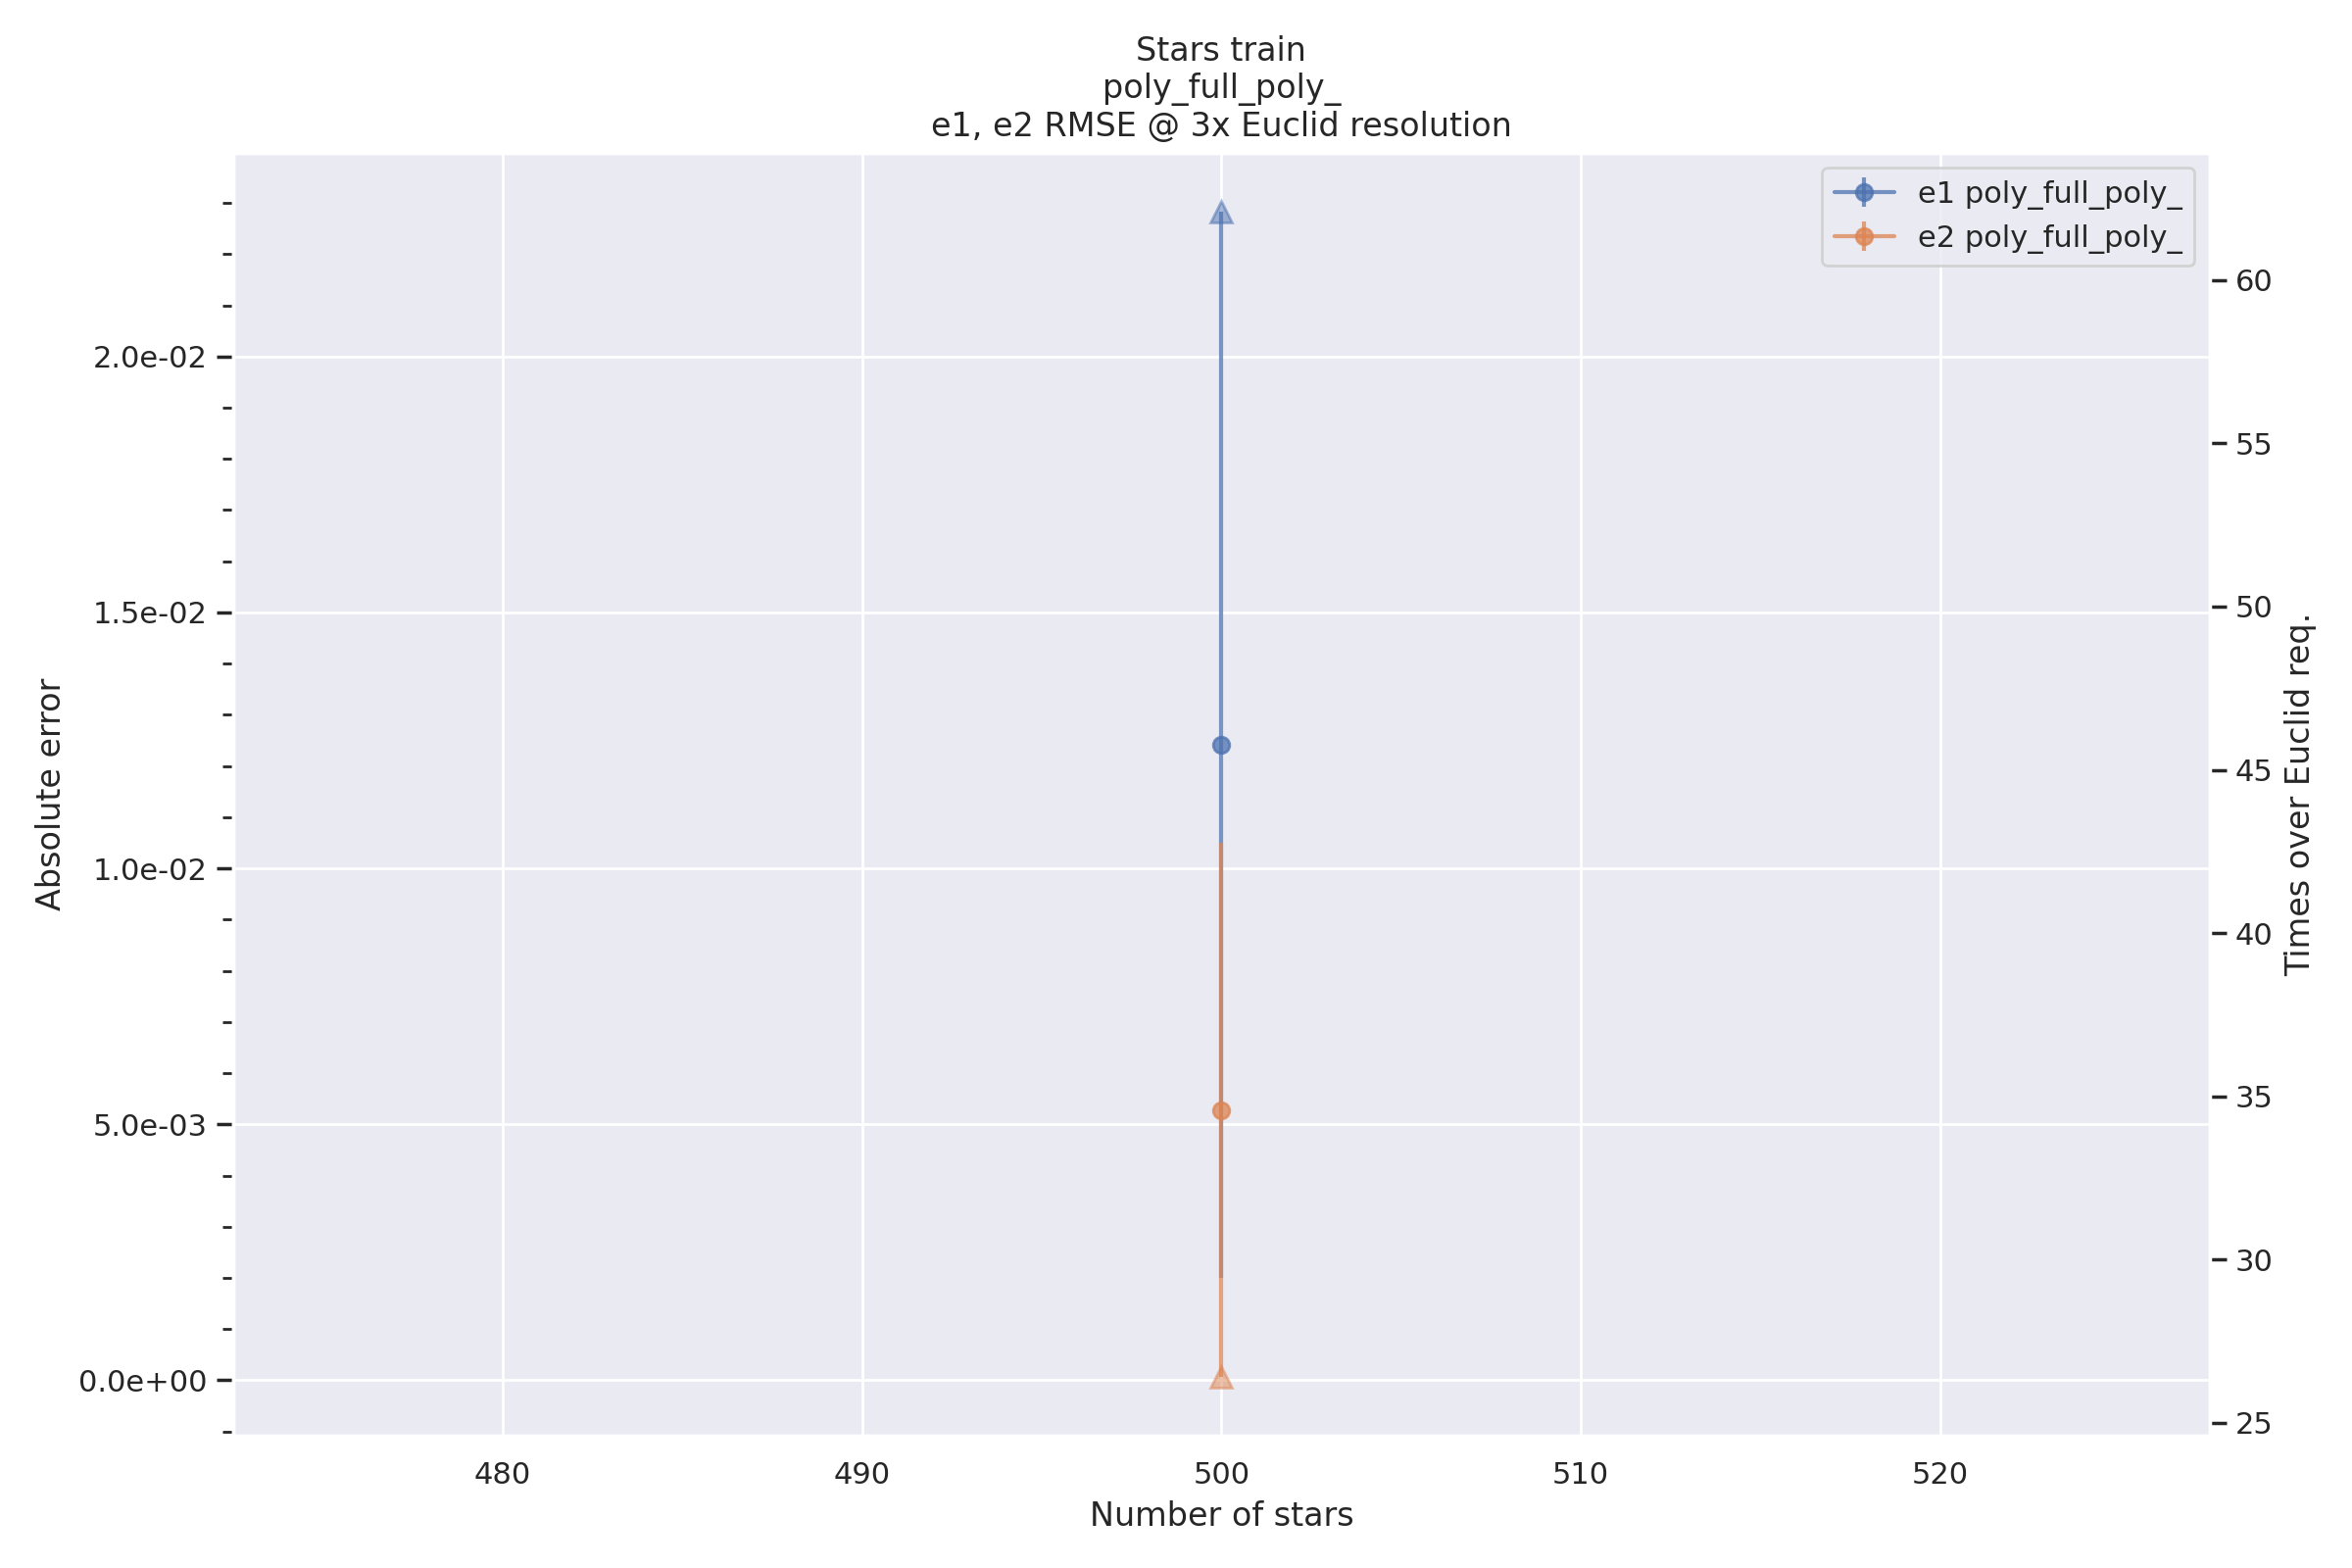 Stars train
poly_full_poly_
e1, e2 RMSE @ 3x Euclid resolution
e1 poly_full_poly_
e2 poly_full_poly_
Absolute error
2.0e-02
1.5e-02
1.0e-02
5.0e-03
0.0e+00
60
55
50
45
40
35
30
25
Times over Euclid req.
480 490 500 510 520
Number of stars